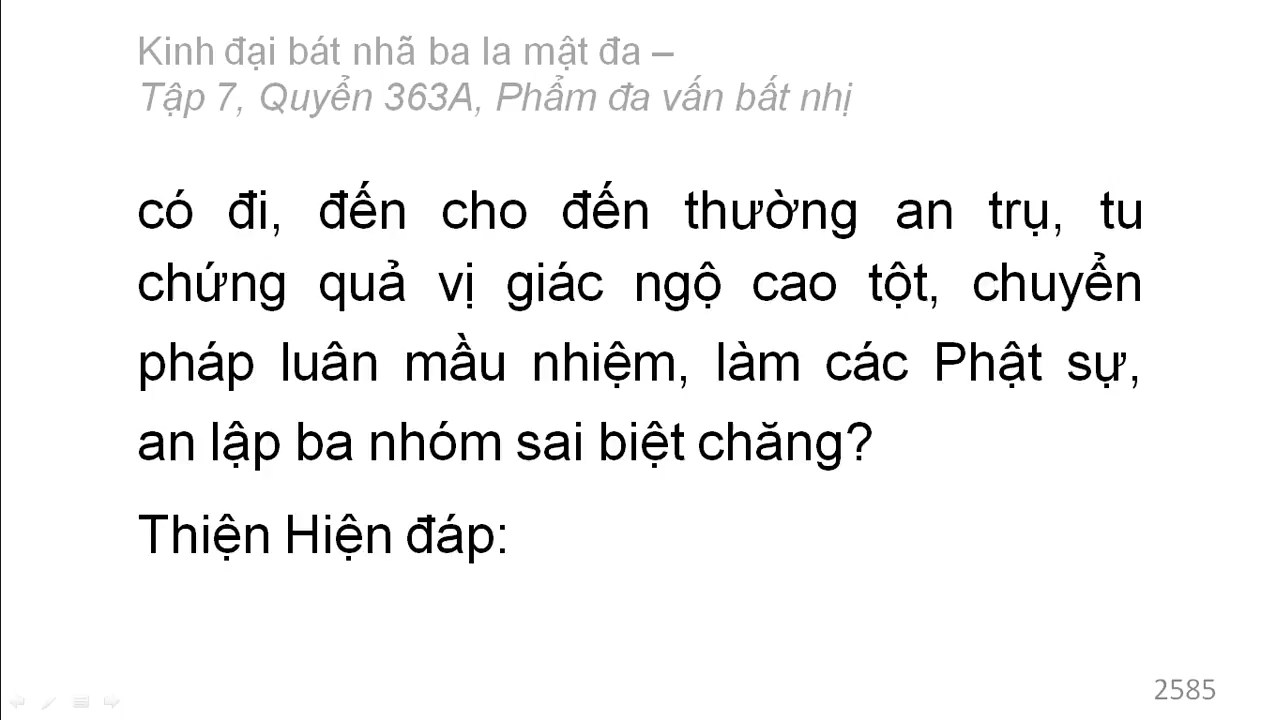 Kinh đại bát nhã ba la mật đa –
Tập 7, Quyển 363A, Phẩm đa vấn bất nhị
có đi, đến cho đến thường an trụ, tu
chứng quả vị giác ngộ cao tột, chuyển
pháp luân mầu nhiệm, làm các Phật sự,
an lập ba nhóm sai biệt chăng?
Thiện Hiện đáp:
2585